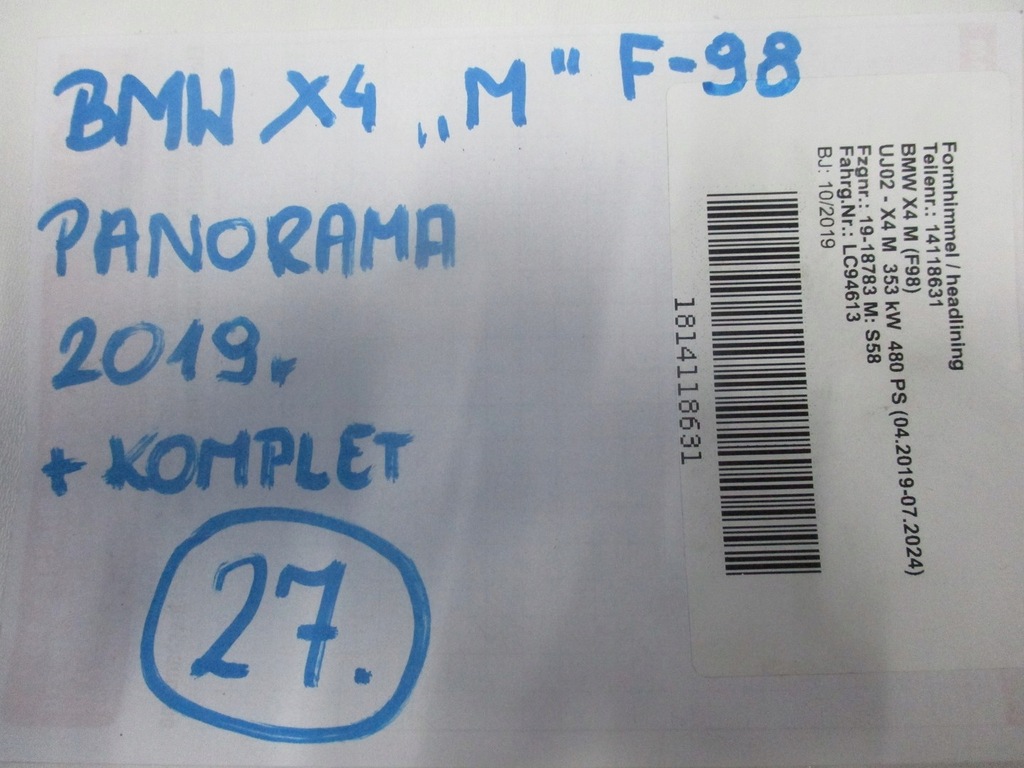 BMW X4 „M“ F-98
PANORAMA
2019.
+ KOMPLET
27.
Formhimmel / headlining
Teilenr.: 14118631
BMW X4 M (F98)
UJ02 - X4 M 353 kW 480 PS (04.2019-07.2024)
Fzgnr.: 19-18783 M: S58
Fahrg.Nr.: LC94613
BJ: 10/2019
1814118631